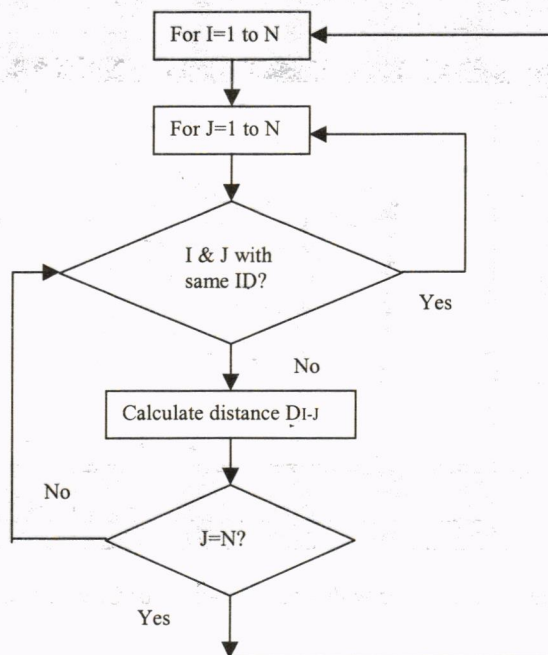 For I=1 to N
For J=1 to N
I & J with
same ID?
Yes
No
Calculate distance DI-J
No
J=N?
Yes